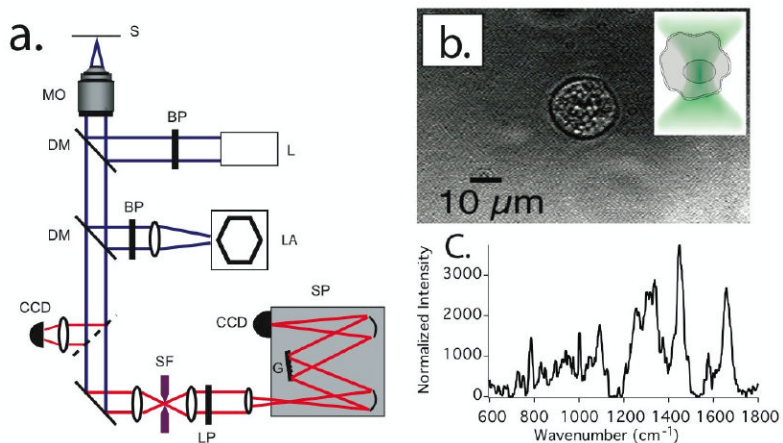 a.
S
MO
BP
DM
L
BP
DM
LA
CCD
SP
CCD
SF
G
LP
b.
10 µm
C.
Normalized Intensity
3000
2000
1000
0
600 800 1000 1200 1400 1600 1800
Wavenumber (cm⁻¹)